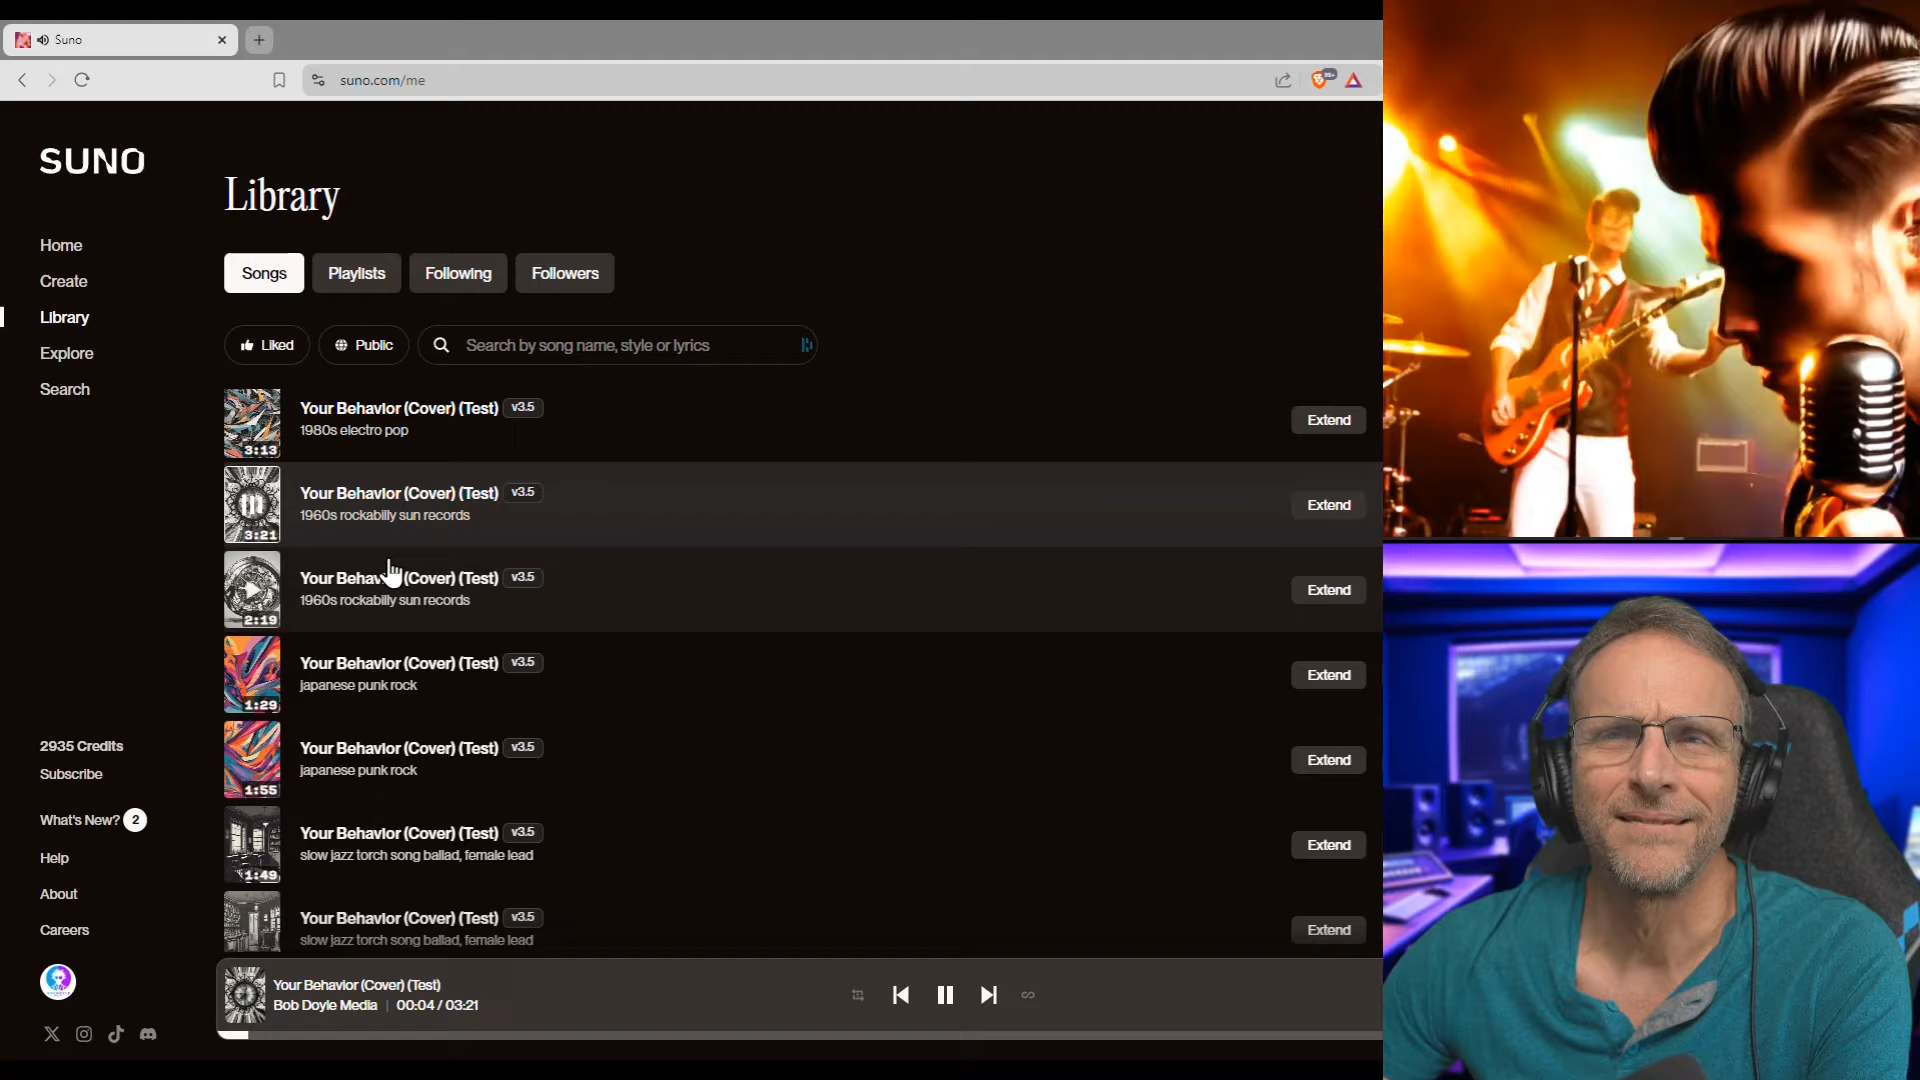 Suno
suno.com/me
99+
SUNO
Library
Home
Create
Library
Explore
Search
Songs
Playlists
Following
Followers
Liked
Public
Search by song name, style or lyrics
3:13
Your Behavior (Cover) (Test) v3.5
1980s electro pop
Extend
3:21
Your Behavior (Cover) (Test) v3.5
1960s rockabilly sun records
Extend
2:19
Your Behav (Cover) (Test) v3.5
1960s rockabilly sun records
Extend
1:29
Your Behavior (Cover) (Test) v3.5
japanese punk rock
Extend
1:55
Your Behavior (Cover) (Test) v3.5
japanese punk rock
Extend
1:49
Your Behavior (Cover) (Test) v3.5
slow jazz torch song ballad, female lead
Extend
Your Behavior (Cover) (Test) v3.5
slow jazz torch song ballad, female lead
Extend
2935 Credits
Subscribe
What's New? 2
Help
About
Careers
Your Behavior (Cover) (Test)
Bob Doyle Media | 00:04 / 03:21